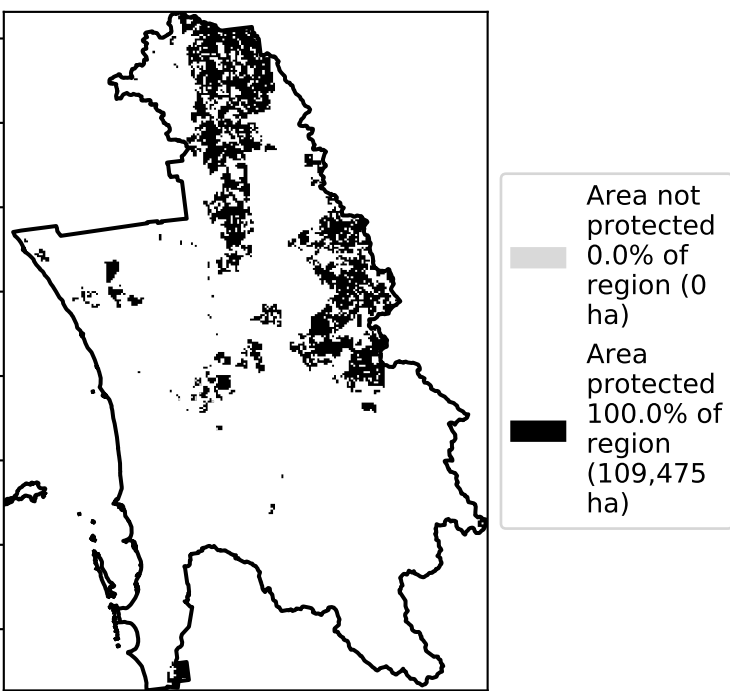 Area not
protected
0.0% of
region (0
ha)
Area
protected
100.0% of
region
(109,475
ha)